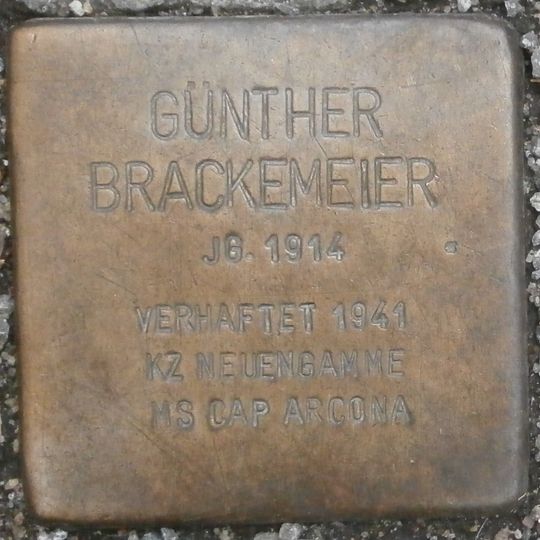 GÜNTHER
BRACKEMEIER
JG. 1914
VERHAFTET 1941
KZ NEUENGAMME
MS CAP ARCONA